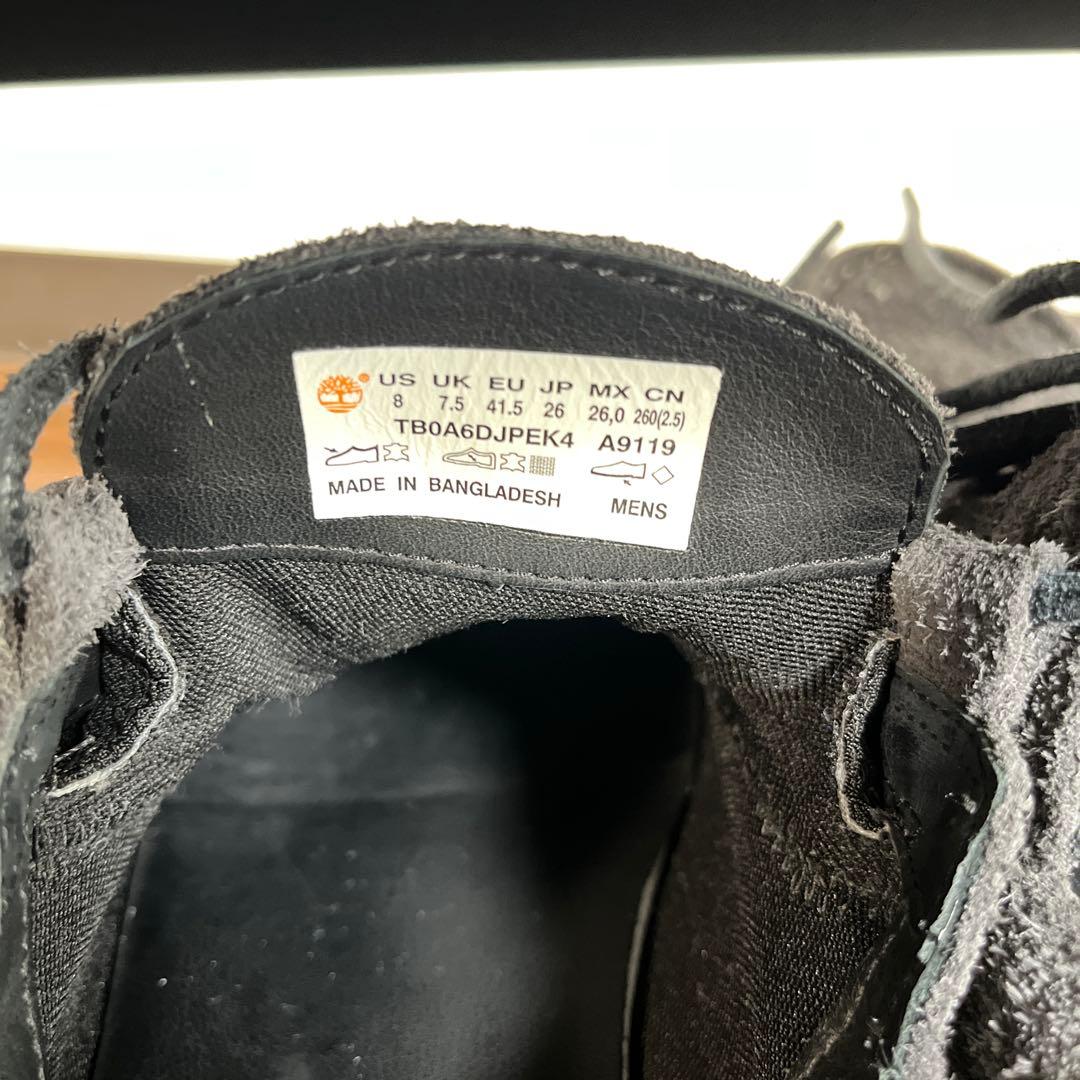 US UK EU JP MX CN
8 7.5 41.5 26 26,0 260(2.5)
TB0A6DJPEK4 A9119
MADE IN BANGLADESH MENS